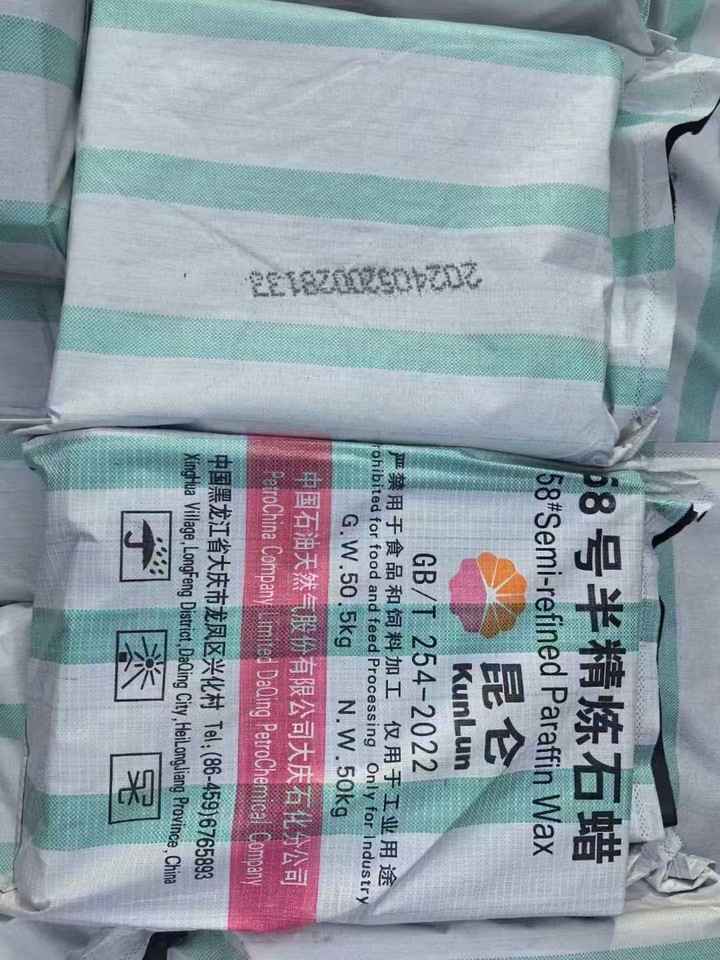 58号半精炼石蜡
58#Semi-refined Paraffin Wax
昆仑
KunLun
GB/T 254-2022
严禁用于食品和饲料加工 仅用于工业用途
rohibited for food and feed Processing Only for Industry
G.W.50.5kg N.W.50kg
中国石油天然气股份有限公司大庆石化分公司
PetroChina Company Limited DaQing PetroChemical Company
中国黑龙江省大庆市龙凤区兴化村 Tel:(86-459)6765893
Xinghua Village,LongFeng District,DaQing City,HeiLongJiang Province,China